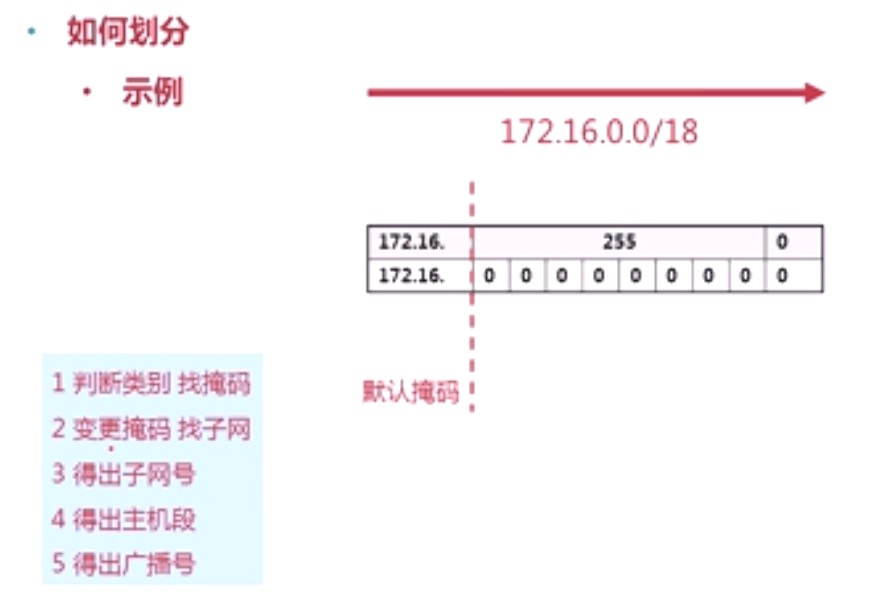 如何划分
示例
172.16.0.0/18
172.16. 255 0
172.16. 0 0 0 0 0 0 0 0 0
默认掩码
1 判断类别 找掩码
2 变更掩码 找子网
3 得出子网号
4 得出主机段
5 得出广播号